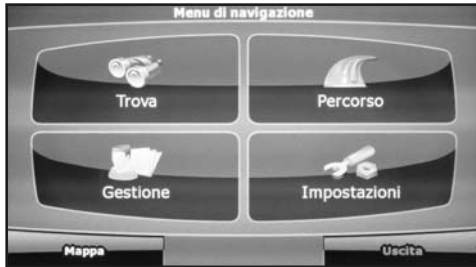 Menu di navigazione
Trova
Percorso
Gestione
Impostazioni
Mappa
Uscita